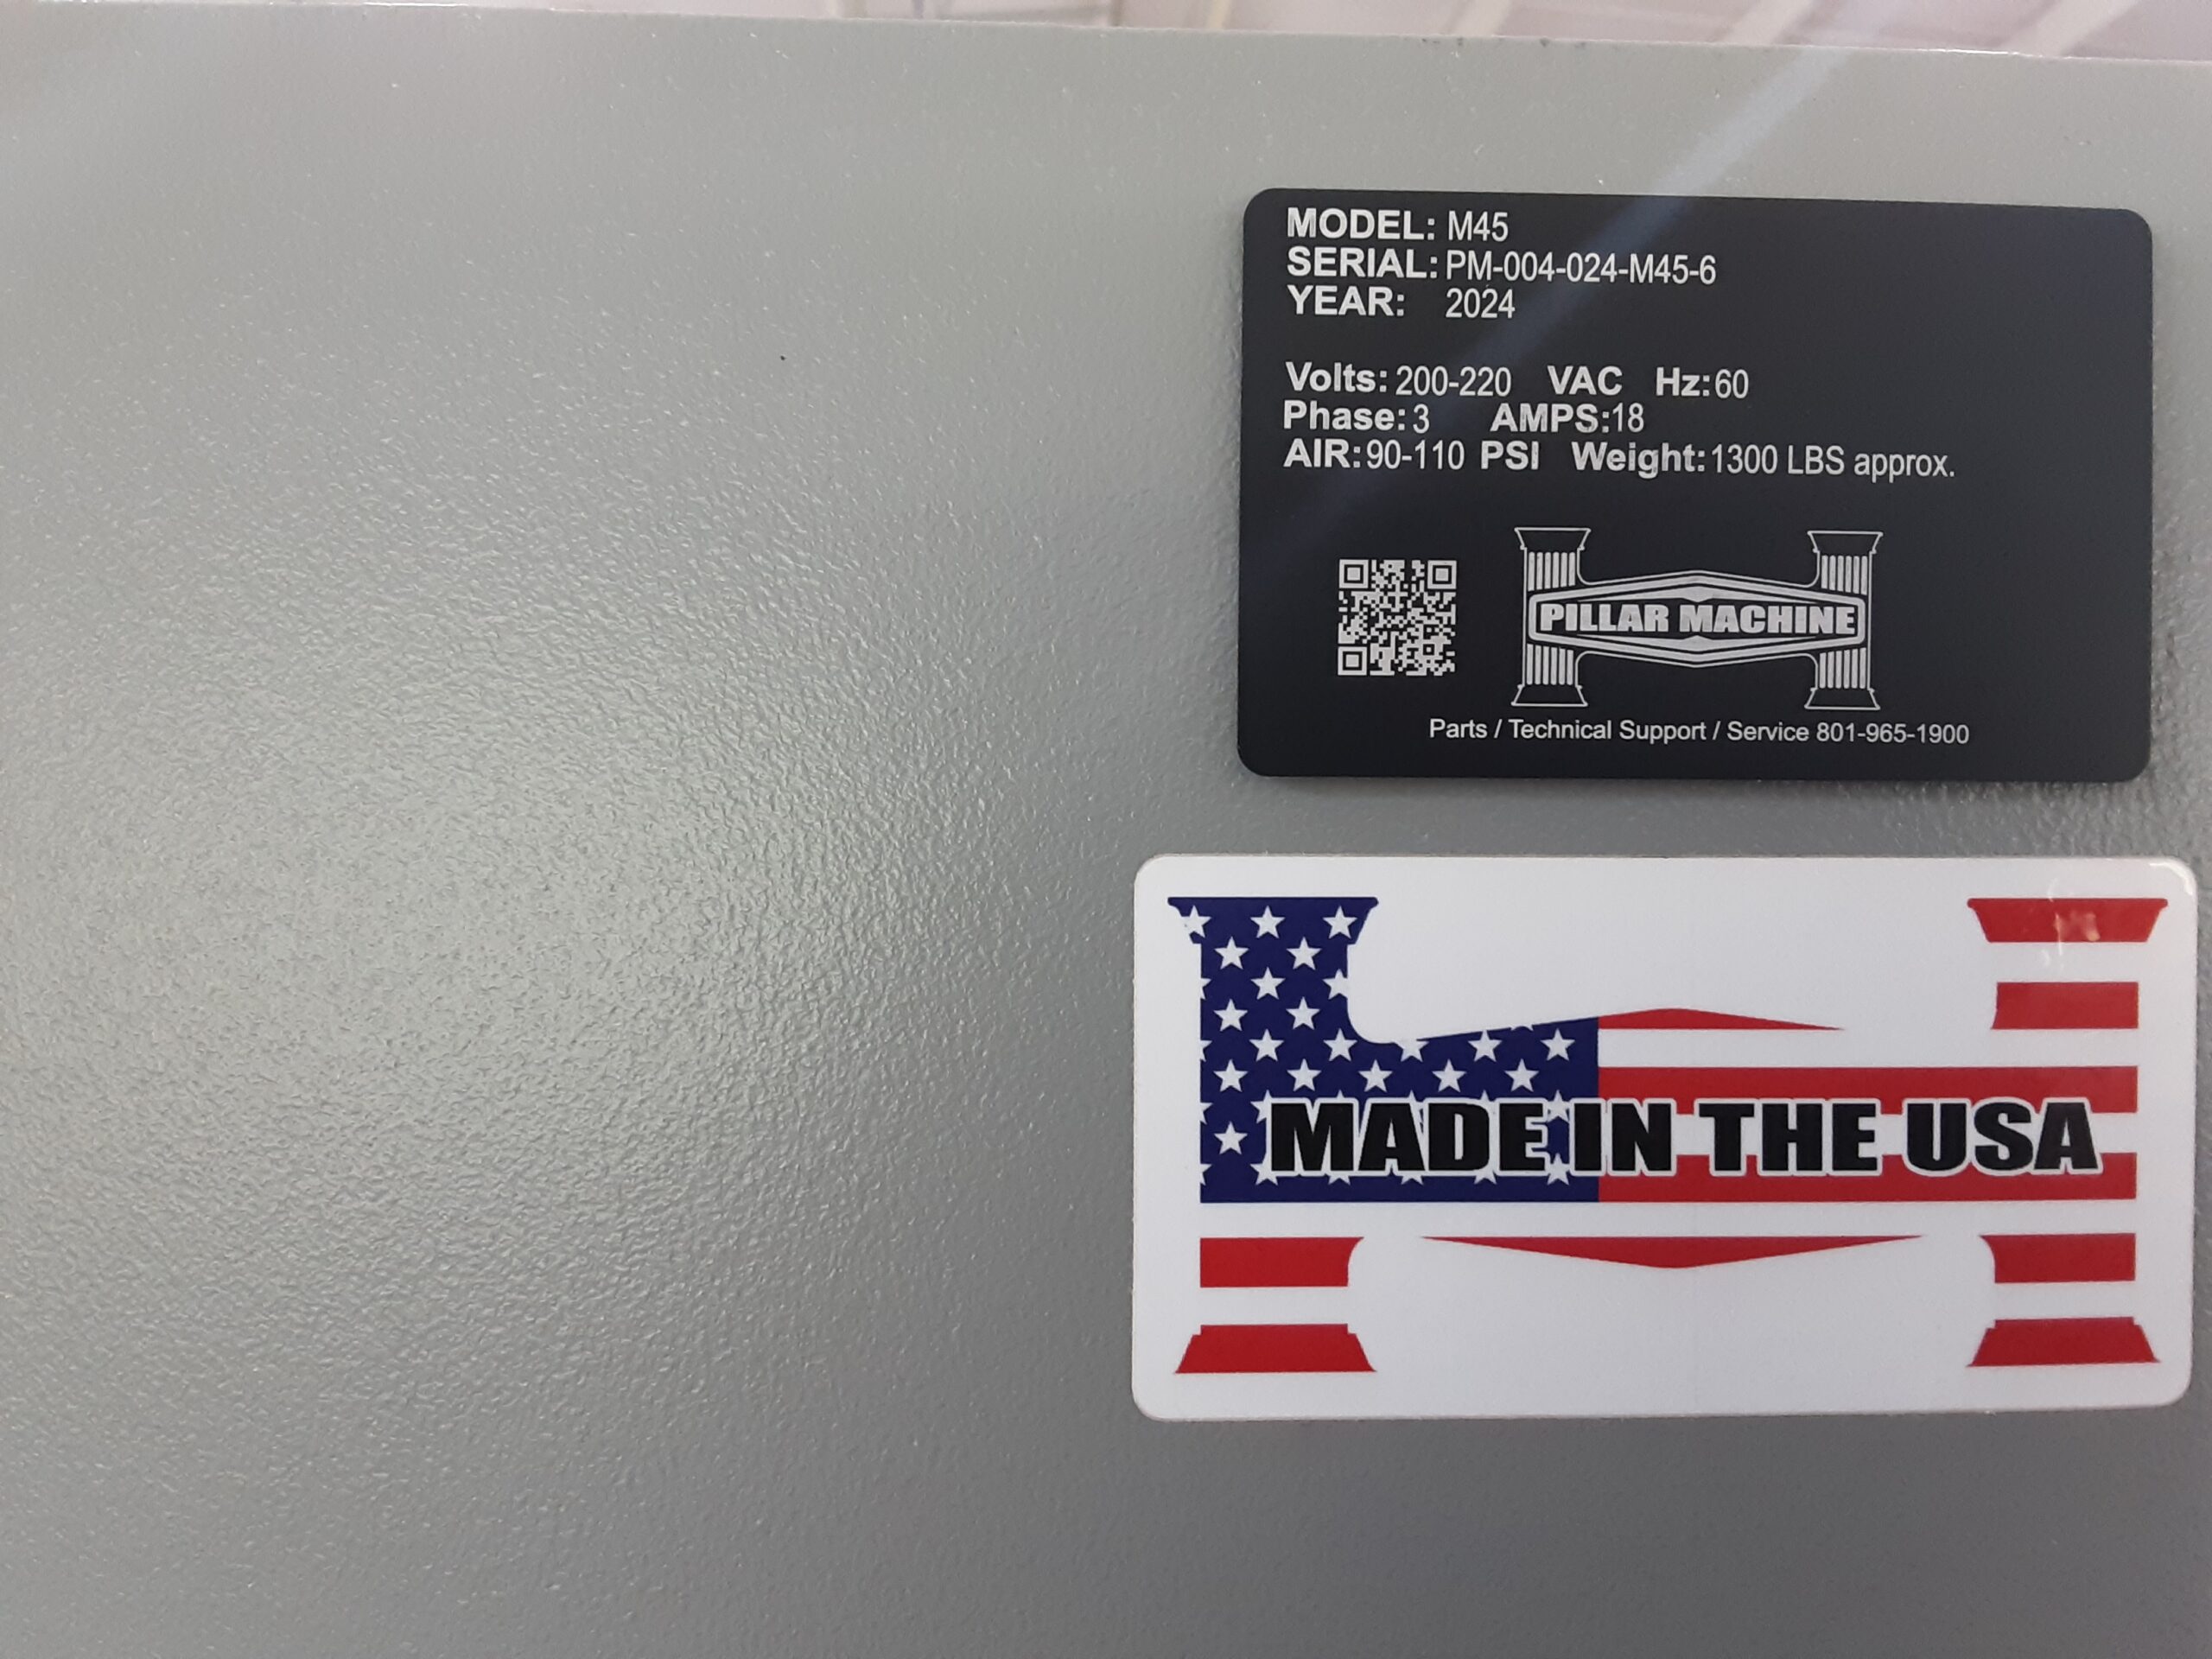 MODEL: M45
SERIAL: PM-004-024-M45-6
YEAR: 2024
Volts: 200-220 VAC Hz: 60
Phase: 3 AMPS: 18
AIR: 90-110 PSI Weight: 1300 LBS approx.
PILLAR MACHINE
Parts / Technical Support / Service 801-965-1900
MADE IN THE USA